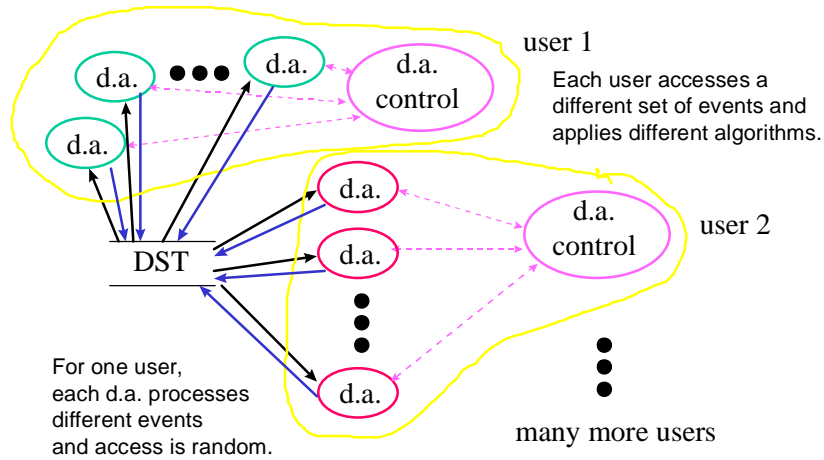 user 1
d.a.
d.a.
d.a.
d.a.
control
Each user accesses a
different set of events and
applies different algorithms.
d.a.
d.a.
d.a.
d.a.
control
user 2
DST
For one user,
each d.a. processes
different events
and access is random.
many more users